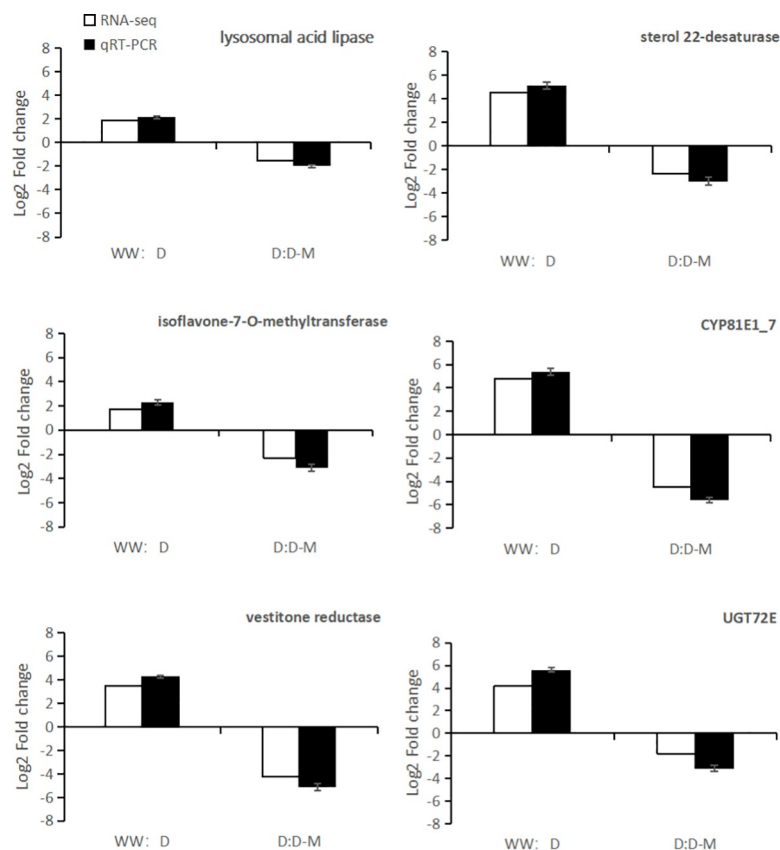 RNA-seq
qRT-PCR
lysosomal acid lipase
Log2 Fold change
8
6
4
2
0
-2
-4
-6
-8
WW: D
D:D-M
sterol 22-desaturase
Log2 Fold change
8
6
4
2
0
-2
-4
-6
-8
WW: D
D:D-M
isoflavone-7-O-methyltransferase
Log2 Fold change
8
6
4
2
0
-2
-4
-6
-8
WW: D
D:D-M
CYP81E1_7
Log2 Fold change
8
6
4
2
0
-2
-4
-6
-8
WW: D
D:D-M
vestitone reductase
Log2 Fold change
8
6
4
2
0
-2
-4
-6
-8
WW: D
D:D-M
UGT72E
Log2 Fold change
8
6
4
2
0
-2
-4
-6
-8
WW: D
D:D-M